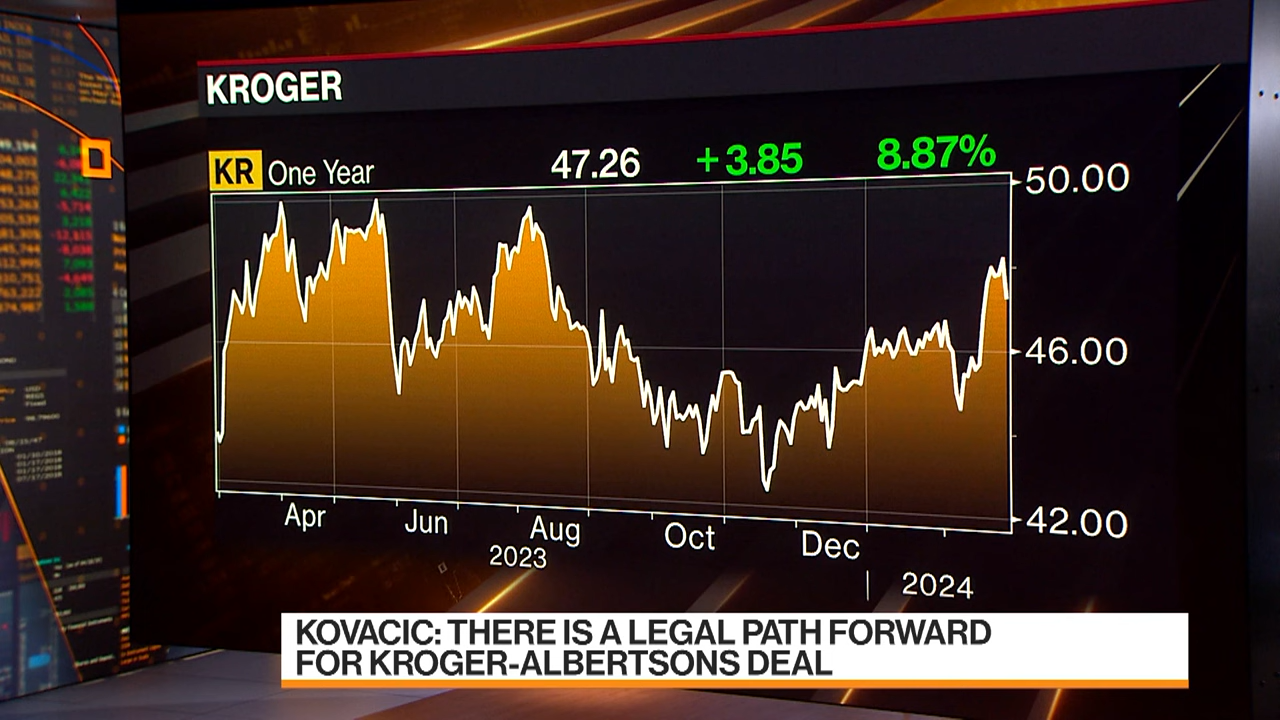 KROGER
KR One Year 47.26 +3.85 8.87%
50.00
46.00
42.00
Apr Jun Aug Oct Dec
2023 2024
KOVACIC: THERE IS A LEGAL PATH FORWARD
FOR KROGER-ALBERTSONS DEAL